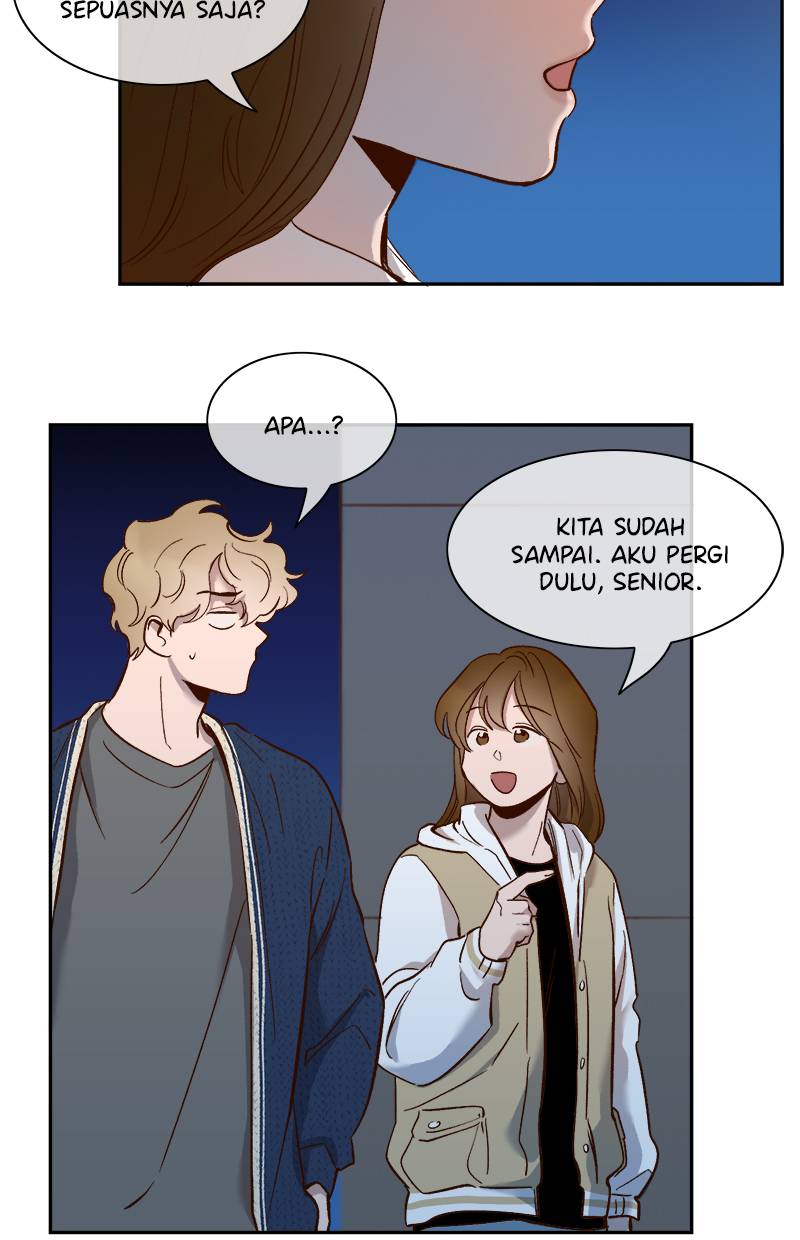 SEPUASNYA SAJA?
APA...?
KITA SUDAH
SAMPAI. AKU PERGI
DULU, SENIOR.